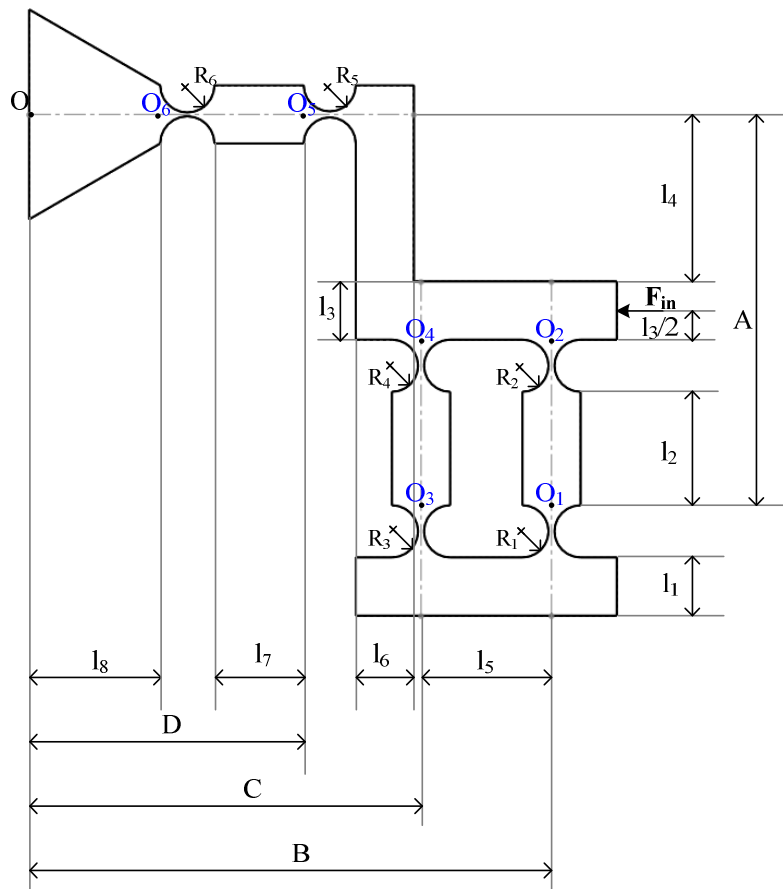 R₆ R₅
O O₆ O₅
l₄
l₃ F_in A
O₄ O₂ l₃/2
R₄ R₂
l₂
O₃ O₁
R₃ R₁
l₁
l₈ l₇ l₆ l₅
D
C
B